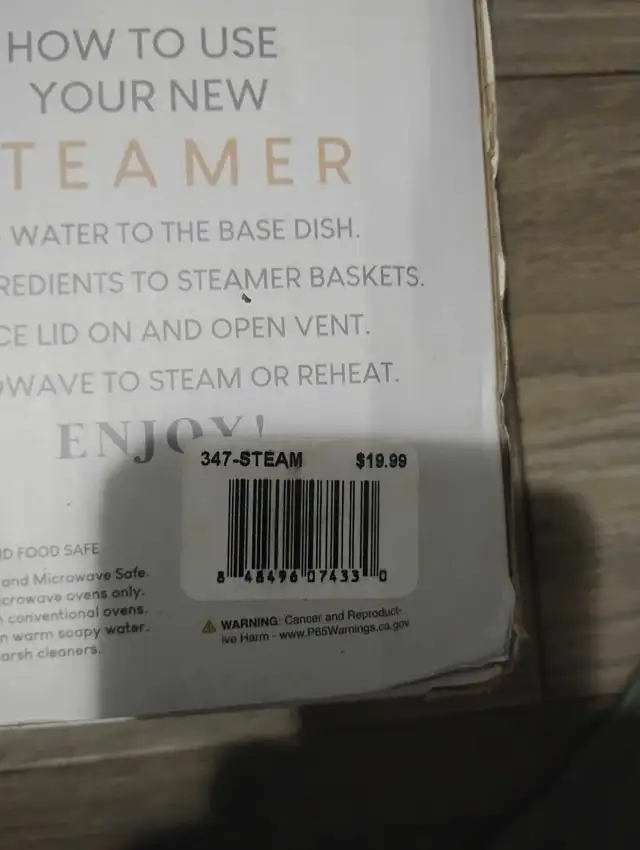 HOW TO USE
YOUR NEW
TEAMER
WATER TO THE BASE DISH.
REDIENTS TO STEAMER BASKETS.
CE LID ON AND OPEN VENT.
OWAVE TO STEAM OR REHEAT.
ENJOY!
347-STEAM $19.99
8 48496 07433 0
D FOOD SAFE
and Microwave Safe.
crowave ovens only.
conventional ovens.
n warm soapy water.
arsh cleaners.
WARNING: Cancer and Reproduct-
ive Harm - www.P65Warnings.ca.gov